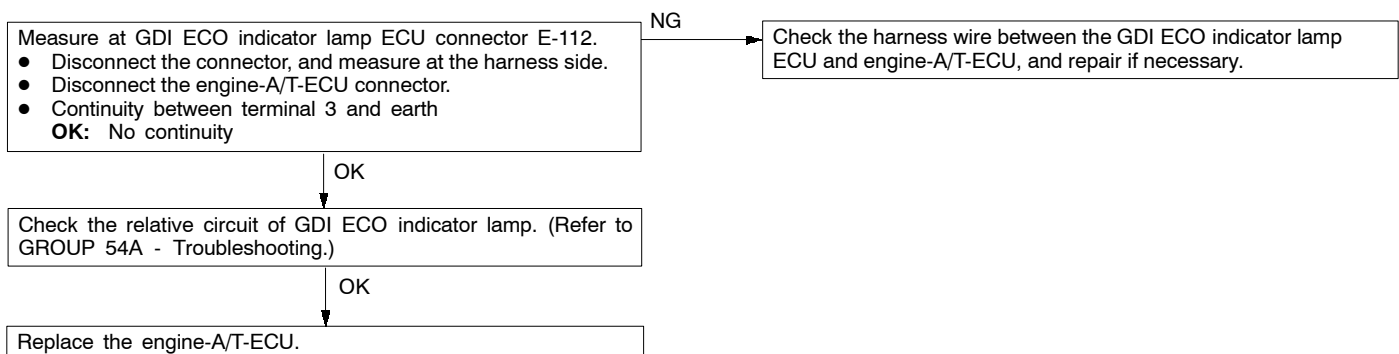 Measure at GDI ECO indicator lamp ECU connector E-112.
● Disconnect the connector, and measure at the harness side.
● Disconnect the engine-A/T-ECU connector.
● Continuity between terminal 3 and earth
OK: No continuity
NG
Check the harness wire between the GDI ECO indicator lamp
ECU and engine-A/T-ECU, and repair if necessary.
OK
Check the relative circuit of GDI ECO indicator lamp. (Refer to
GROUP 54A - Troubleshooting.)
OK
Replace the engine-A/T-ECU.